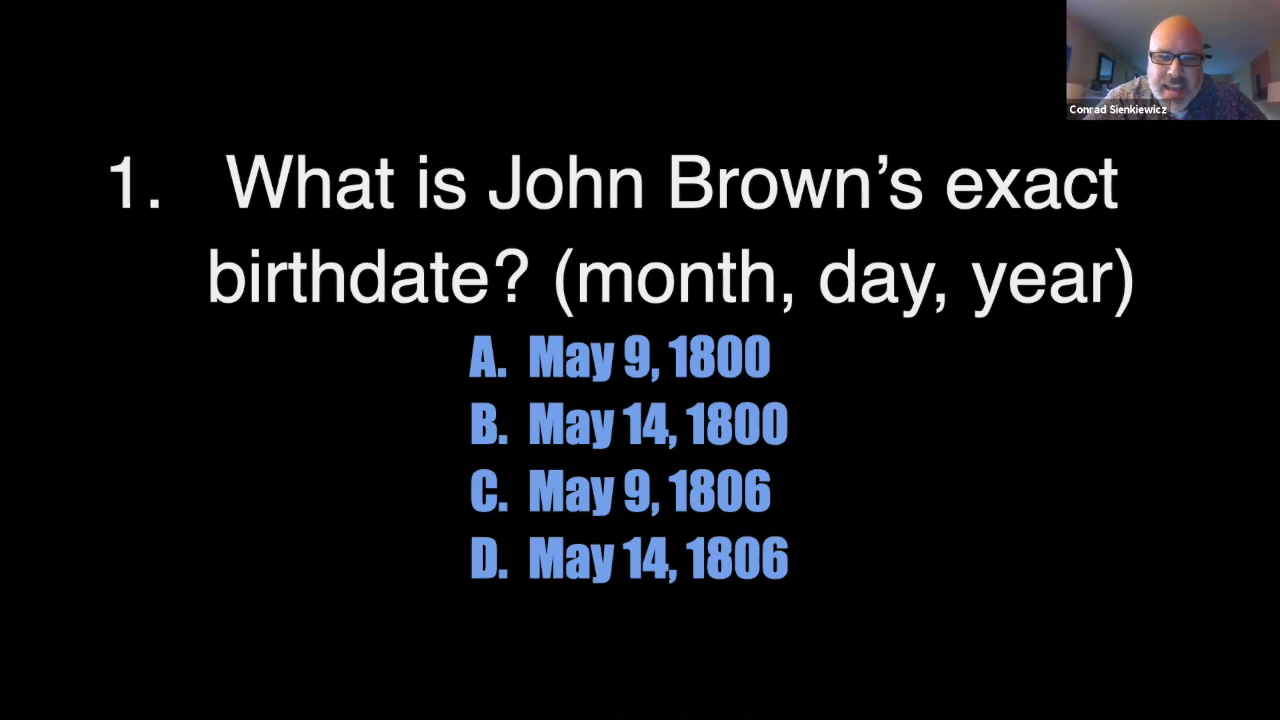 Conrad Sienkiewicz
1. What is John Brown’s exact
birthdate? (month, day, year)
A. May 9, 1800
B. May 14, 1800
C. May 9, 1806
D. May 14, 1806